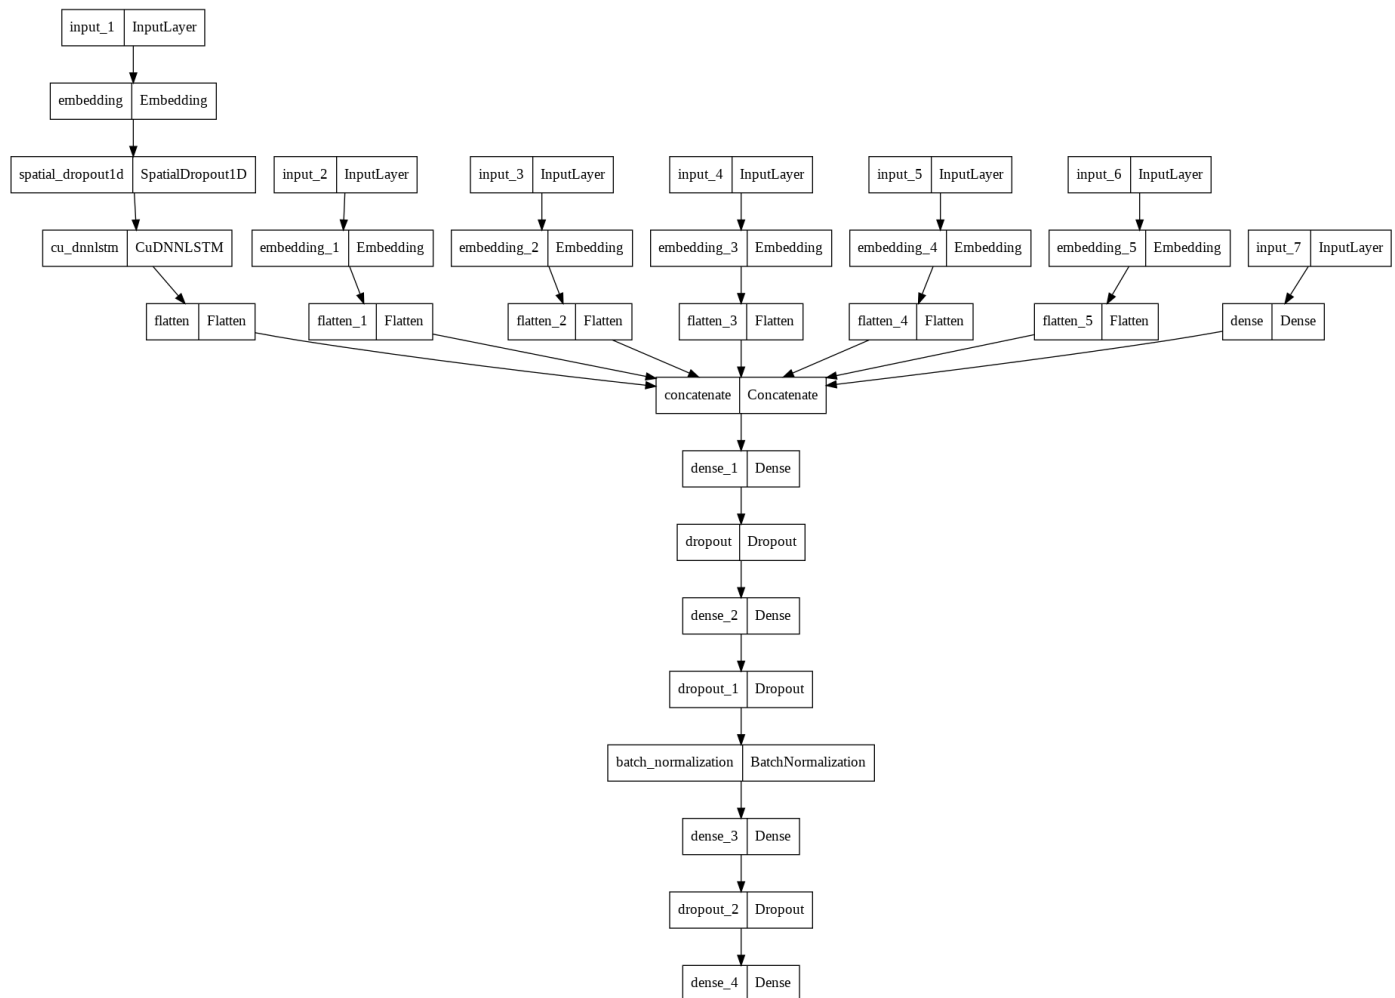 input_1 InputLayer
embedding Embedding
spatial_dropout1d SpatialDropout1D
input_2 InputLayer
input_3 InputLayer
input_4 InputLayer
input_5 InputLayer
input_6 InputLayer
cu_dnnlstm CuDNNLSTM
embedding_1 Embedding
embedding_2 Embedding
embedding_3 Embedding
embedding_4 Embedding
embedding_5 Embedding
input_7 InputLayer
flatten Flatten
flatten_1 Flatten
flatten_2 Flatten
flatten_3 Flatten
flatten_4 Flatten
flatten_5 Flatten
dense Dense
concatenate Concatenate
dense_1 Dense
dropout Dropout
dense_2 Dense
dropout_1 Dropout
batch_normalization BatchNormalization
dense_3 Dense
dropout_2 Dropout
dense_4 Dense